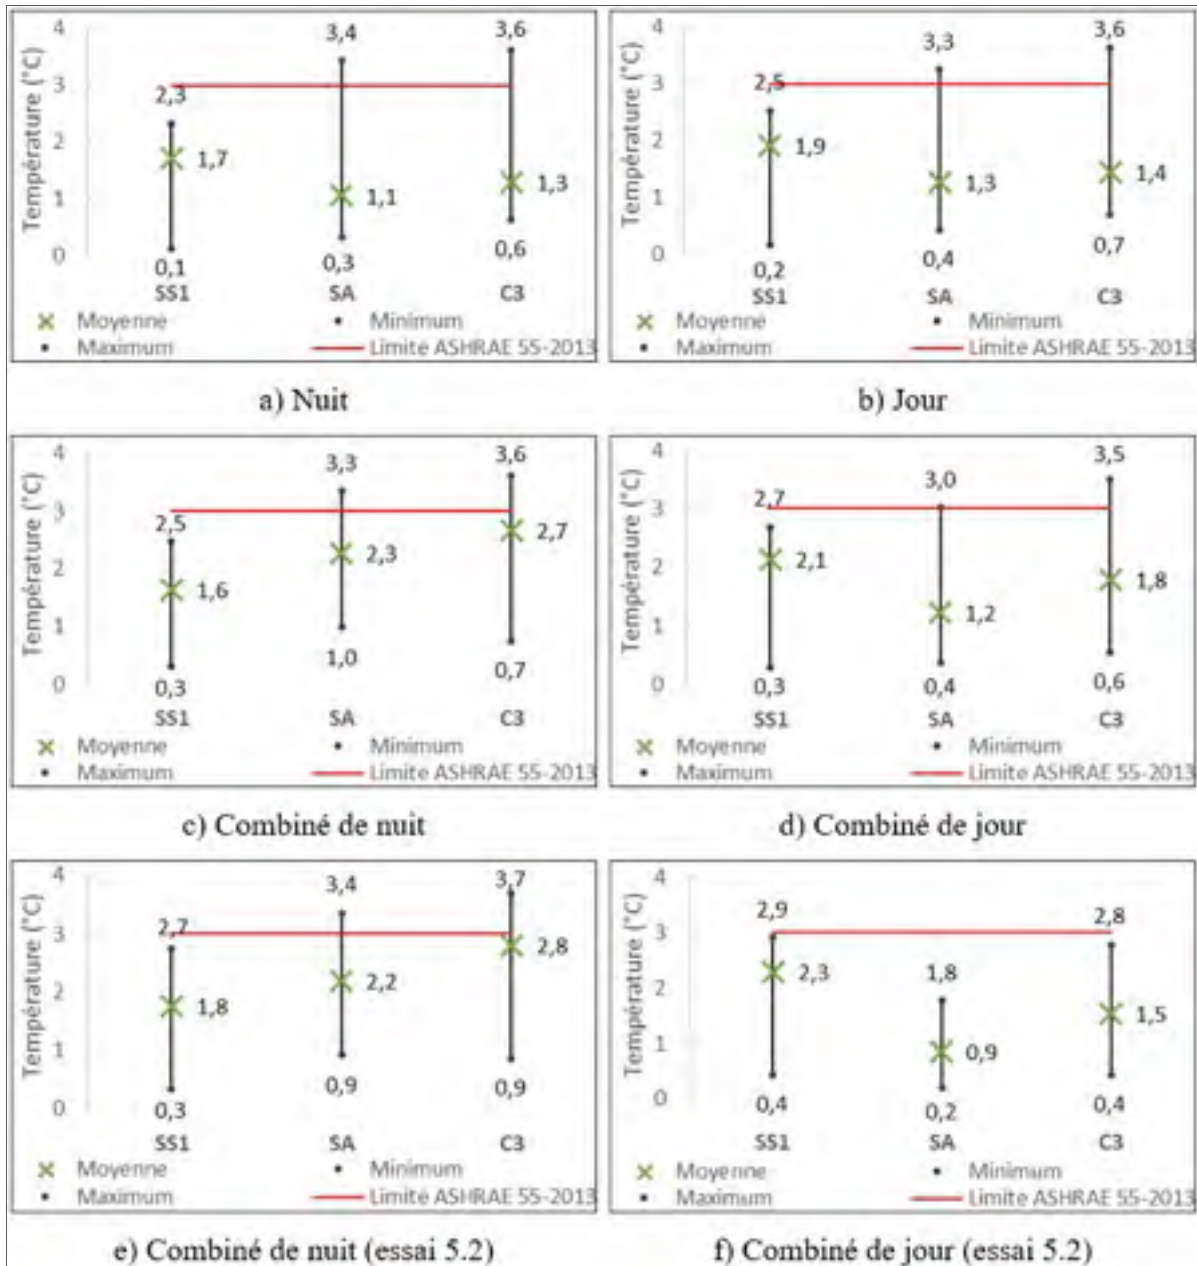 Température (°C)
4
3
2
1
0
2,3
1,7
0,1
3,4
1,1
0,3
3,6
1,3
0,6
SS1 SA C3
Moyenne Minimum
Maximum Limite ASHRAE 55-2013
a) Nuit
Température (°C)
4
3
2
1
0
2,5
1,9
0,2
3,3
1,3
0,4
3,6
1,4
0,7
SS1 SA C3
Moyenne Minimum
Maximum Limite ASHRAE 55-2013
b) Jour
Température (°C)
4
3
2
1
0
2,5
1,6
0,3
3,3
2,3
1,0
3,6
2,7
0,7
SS1 SA C3
Moyenne Minimum
Maximum Limite ASHRAE 55-2013
c) Combiné de nuit
Température (°C)
4
3
2
1
0
2,7
2,1
0,3
3,0
1,2
0,4
3,5
1,8
0,6
SS1 SA C3
Moyenne Minimum
Maximum Limite ASHRAE 55-2013
d) Combiné de jour
Température (°C)
4
3
2
1
0
2,7
1,8
0,3
3,4
2,2
0,9
3,7
2,8
0,9
SS1 SA C3
Moyenne Minimum
Maximum Limite ASHRAE 55-2013
e) Combiné de nuit (essai 5.2)
Température (°C)
4
3
2
1
0
2,9
2,3
0,4
1,8
0,9
0,2
2,8
1,5
0,4
SS1 SA C3
Moyenne Minimum
Maximum Limite ASHRAE 55-2013
f) Combiné de jour (essai 5.2)